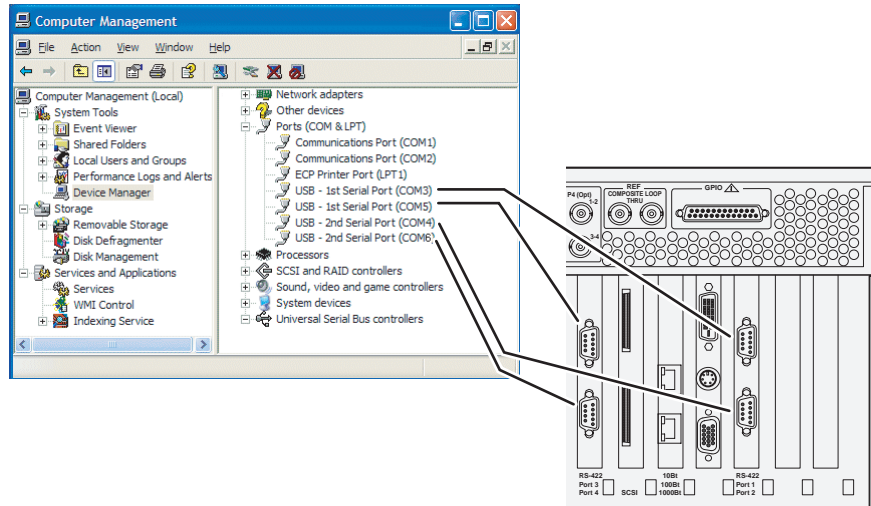 Computer Management
File Action View Window Help
Computer Management (Local)
System Tools
Event Viewer
Shared Folders
Local Users and Groups
Performance Logs and Alerts
Device Manager
Storage
Removable Storage
Disk Defragmenter
Disk Management
Services and Applications
Services
WMI Control
Indexing Service
Network adapters
Other devices
Ports (COM & LPT)
Communications Port (COM1)
Communications Port (COM2)
ECP Printer Port (LPT1)
USB - 1st Serial Port (COM3)
USB - 1st Serial Port (COM5)
USB - 2nd Serial Port (COM4)
USB - 2nd Serial Port (COM6)
Processors
SCSI and RAID controllers
Sound, video and game controllers
System devices
Universal Serial Bus controllers
P4 (Opt)
1-2
3-4
REF
COMPOSITE LOOP
THRU
GPIO
RS-422
Port 3
Port 4
SCSI
10Bt
100Bt
1000Bt
RS-422
Port 1
Port 2